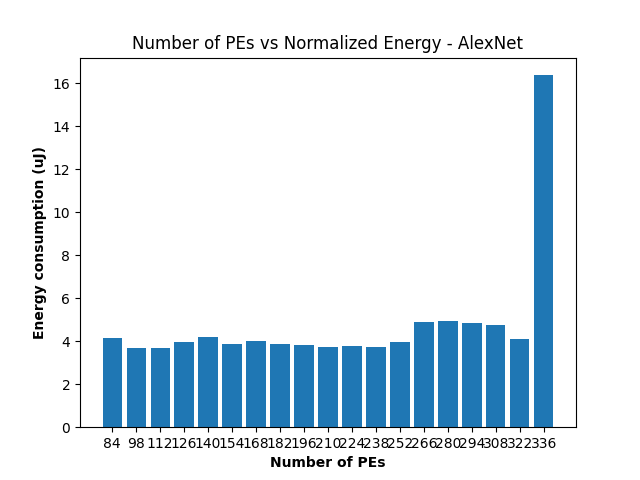 Number of PEs vs Normalized Energy - AlexNet
Energy consumption (uJ)
16
14
12
10
8
6
4
2
0
84 98 112 126 140 154 168 182 196 210 224 238 252 266 280 294 308 322 336
Number of PEs